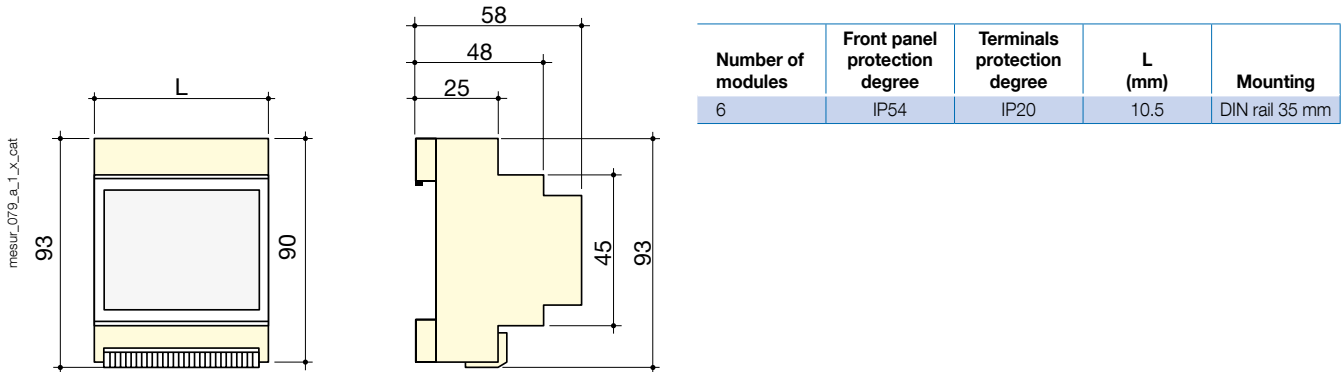 58
48
25
L
mesur_079_a_1_x_cat
93
90
45
93
Number of modules
Front panel protection degree
Terminals protection degree
L (mm)
Mounting
6 IP54 IP20 10.5 DIN rail 35 mm